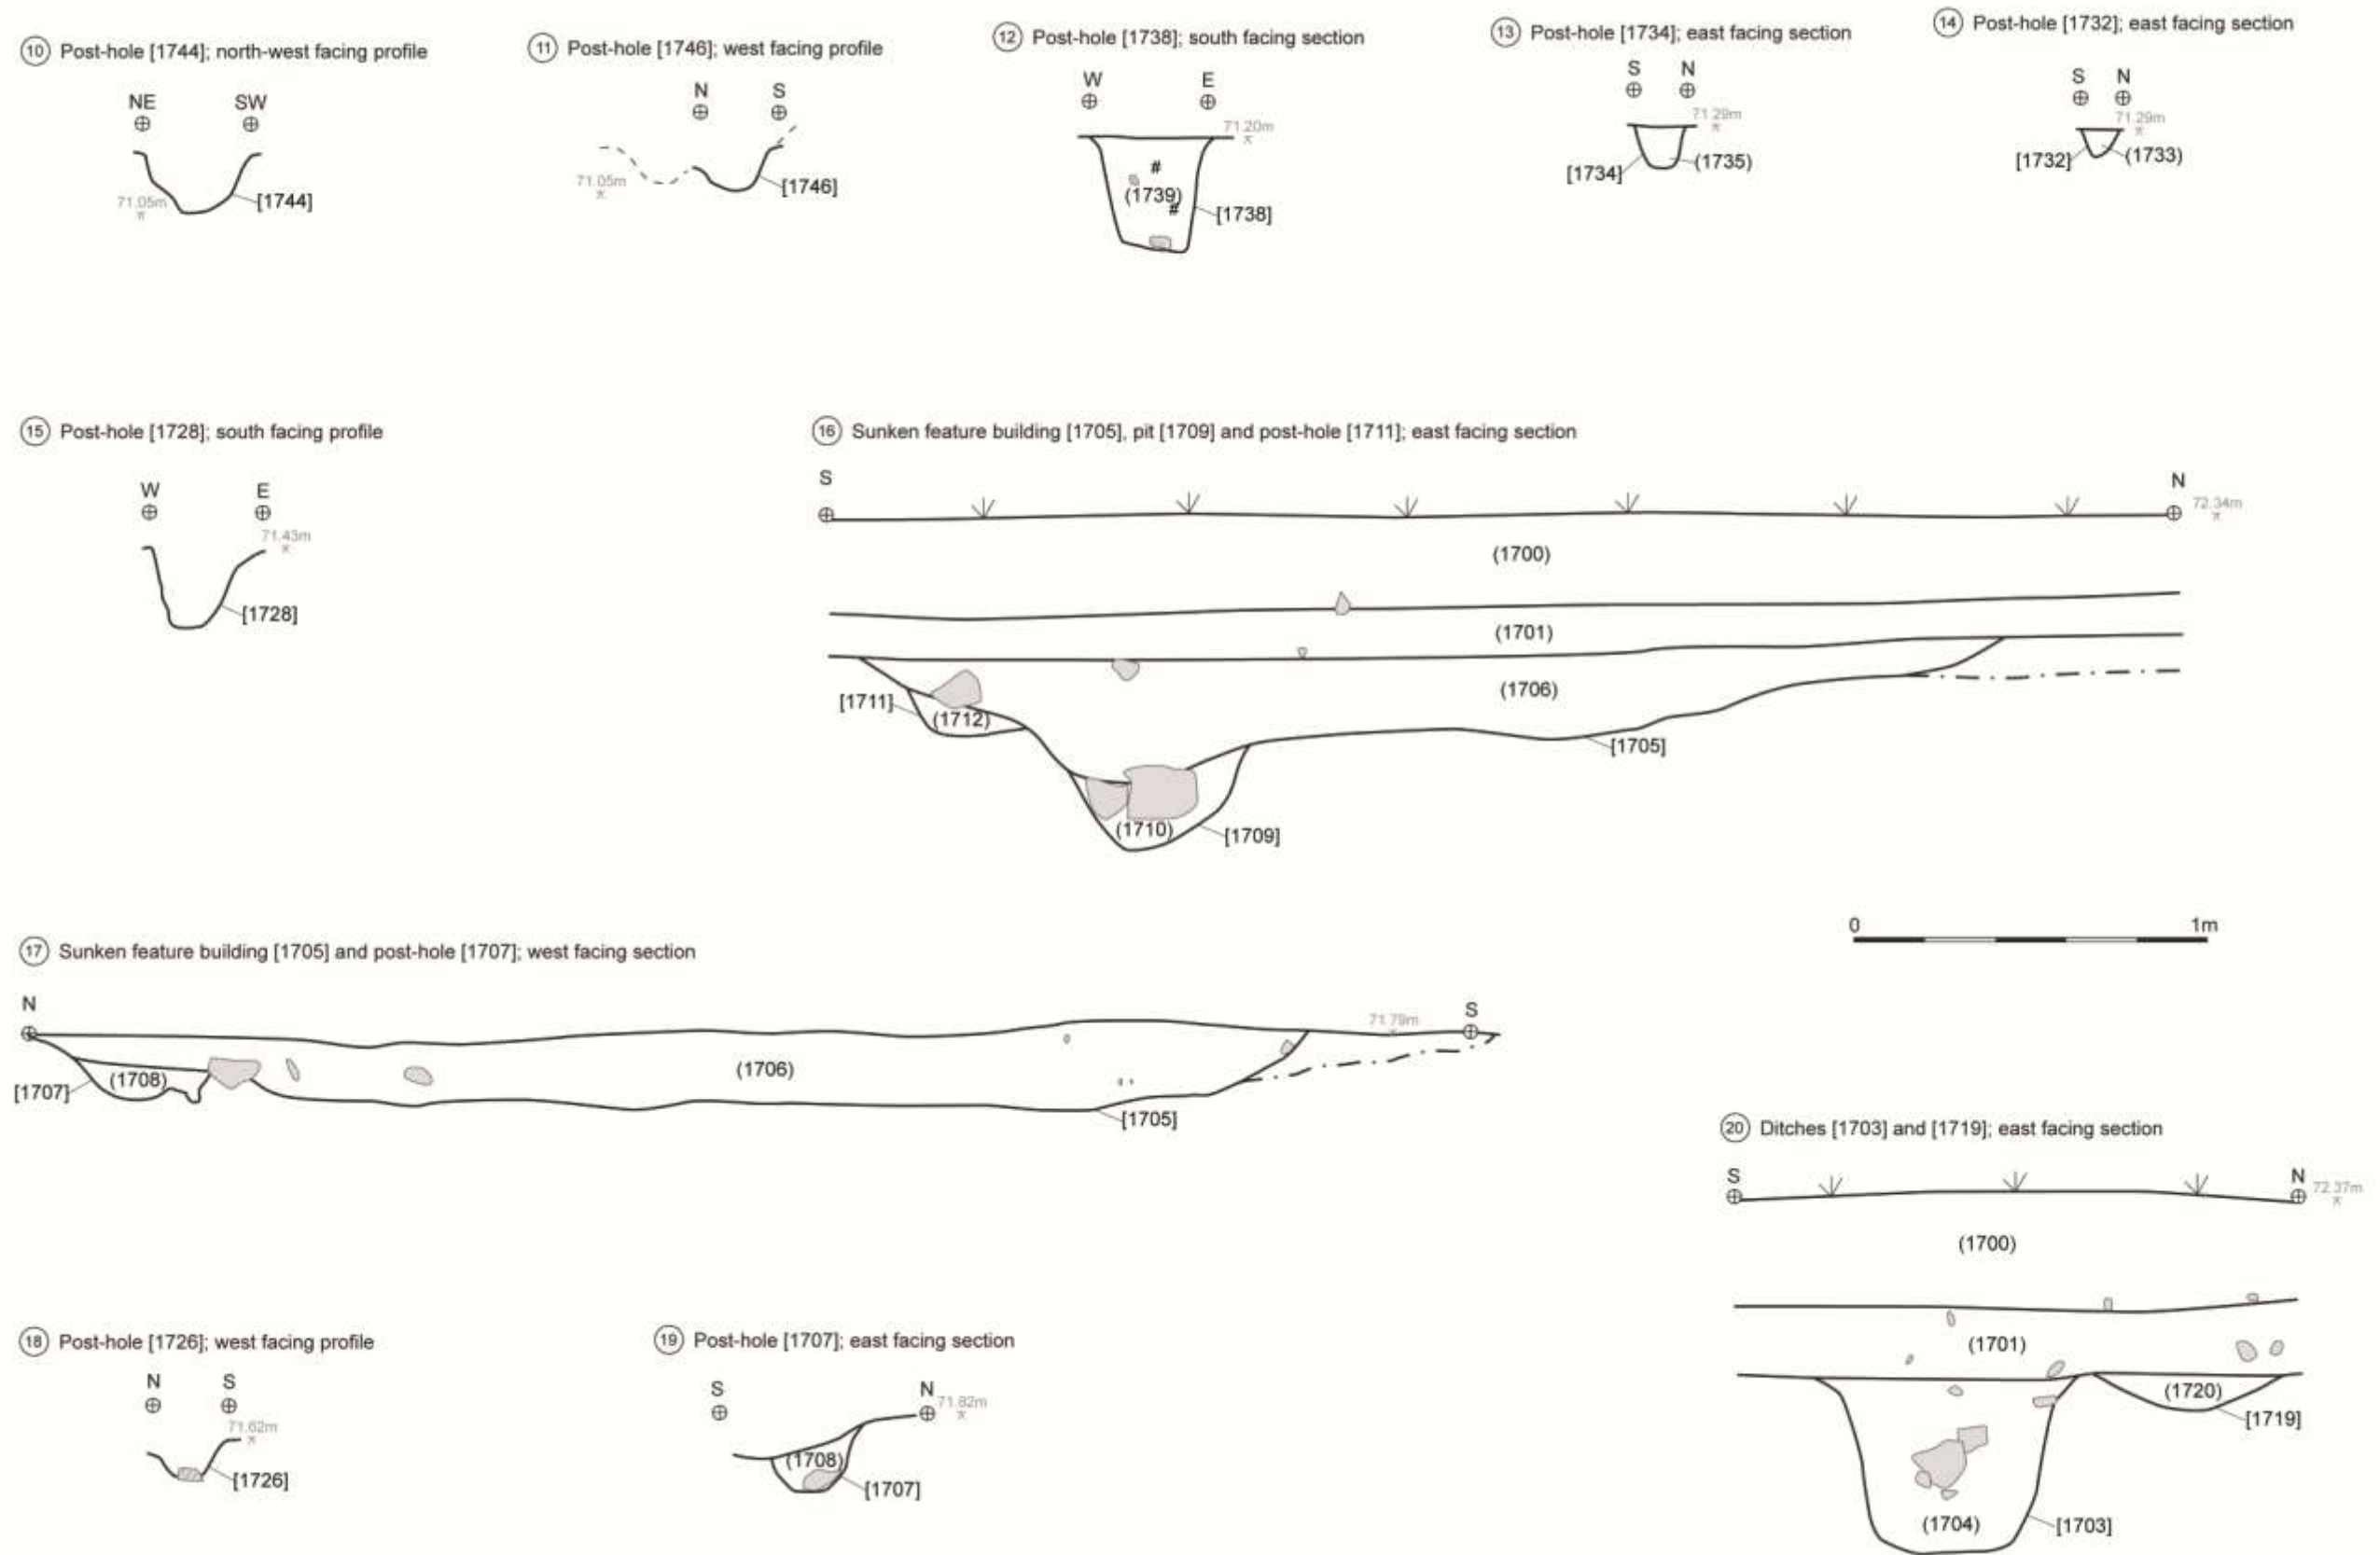 10 Post-hole [1744]; north-west facing profile
NE SW
71.05m
[1744]
11 Post-hole [1746]; west facing profile
N S
71.05m
[1746]
12 Post-hole [1738]; south facing section
W E
71.20m
#
(1739)
#
[1738]
13 Post-hole [1734]; east facing section
S N
71.29m
[1734] (1735)
14 Post-hole [1732]; east facing section
S N
71.29m
[1732] (1733)
15 Post-hole [1728]; south facing profile
W E
71.43m
[1728]
16 Sunken feature building [1705], pit [1709] and post-hole [1711]; east facing section
S N
72.34m
(1700)
(1701)
(1706)
[1711]
(1712)
[1705]
(1710)
[1709]
0 1m
17 Sunken feature building [1705] and post-hole [1707]; west facing section
N S
71.79m
(1706)
(1708)
[1707]
[1705]
18 Post-hole [1726]; west facing profile
N S
71.62m
[1726]
19 Post-hole [1707]; east facing section
S N
71.82m
(1708)
[1707]
20 Ditches [1703] and [1719]; east facing section
S N
72.37m
(1700)
(1701)
(1720)
[1719]
(1704)
[1703]